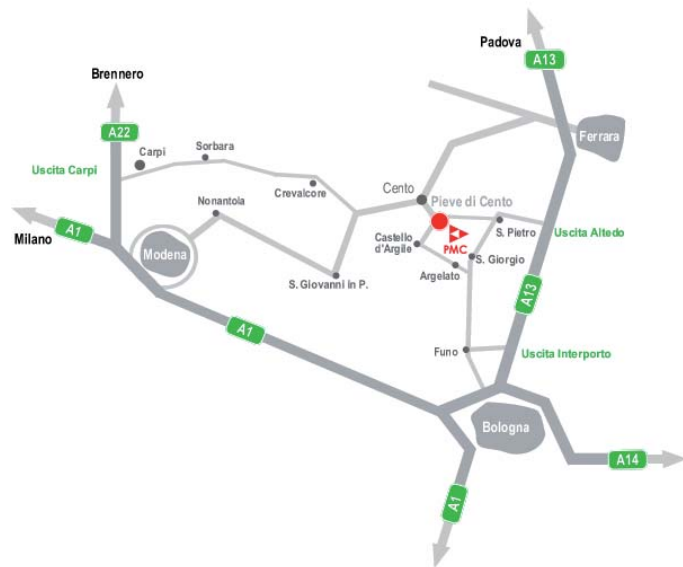 Padova
A13
Brennero
A22
Ferrara
Sorbara
Carpi
Uscita Carpi
Crevalcore
Cento
Pieve di Cento
Nonantola
S. Pietro
Uscita Altedo
A1
Milano
Modena
Castello
d'Argile
PMC
S. Giorgio
Argelato
S. Giovanni in P.
A13
A1
Funo
Uscita Interporto
Bologna
A14
A1